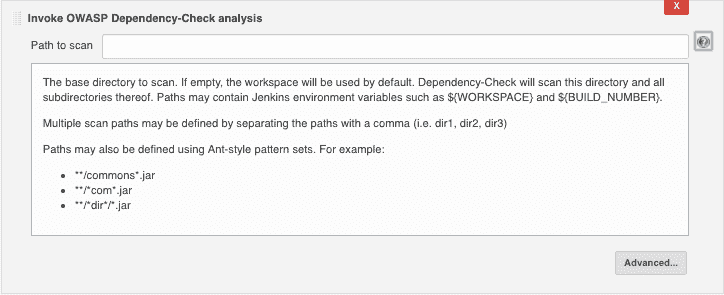 X
Invoke OWASP Dependency-Check analysis
Path to scan
The base directory to scan. If empty, the workspace will be used by default. Dependency-Check will scan this directory and all
subdirectories thereof. Paths may contain Jenkins environment variables such as ${WORKSPACE} and ${BUILD_NUMBER}.
Multiple scan paths may be defined by separating the paths with a comma (i.e. dir1, dir2, dir3)
Paths may also be defined using Ant-style pattern sets. For example:
• **/commons*.jar
• **/*com*.jar
• **/*dir*/*.jar
Advanced...